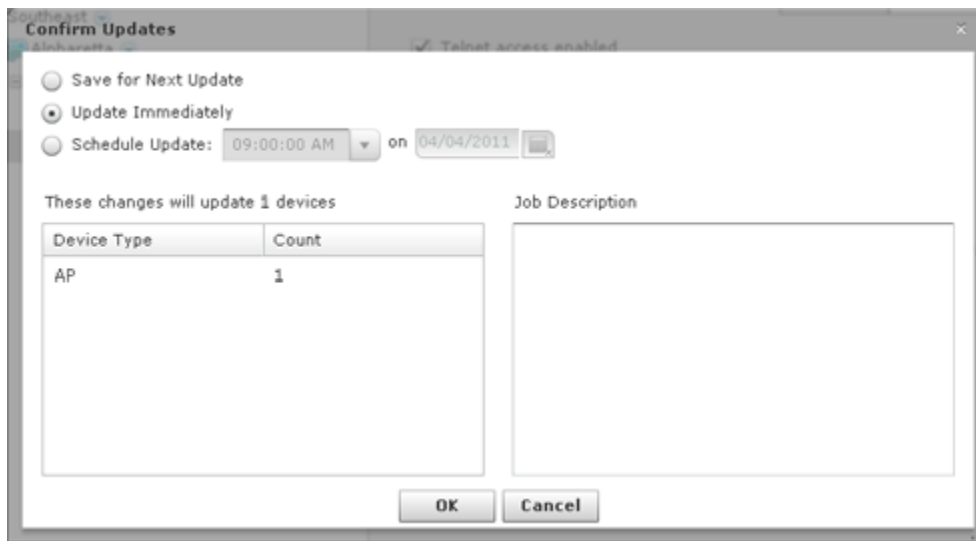 Southeast
Confirm Updates
Alpharetta
Telnet access enabled
Save for Next Update
Update Immediately
Schedule Update: 09:00:00 AM on 04/04/2011
These changes will update 1 devices
Job Description
Device Type Count
AP 1
OK Cancel